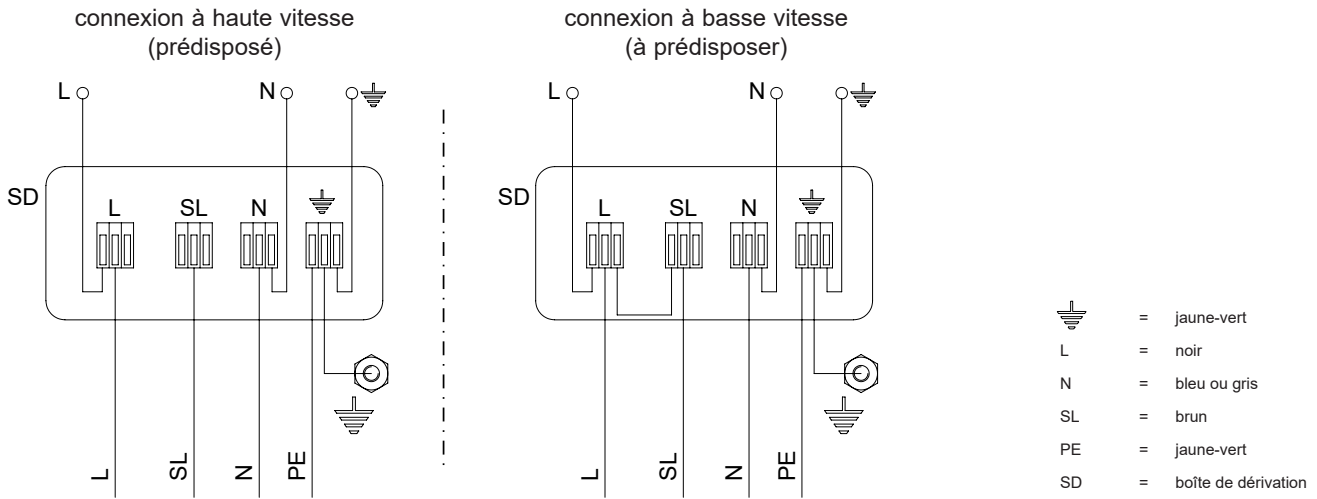 connexion à haute vitesse
(prédisposé)
L
N
SD
L
SL
N
L
SL
N
PE
connexion à basse vitesse
(à prédisposer)
L
N
SD
L
SL
N
L
SL
N
PE
= jaune-vert
L = noir
N = bleu ou gris
SL = brun
PE = jaune-vert
SD = boîte de dérivation